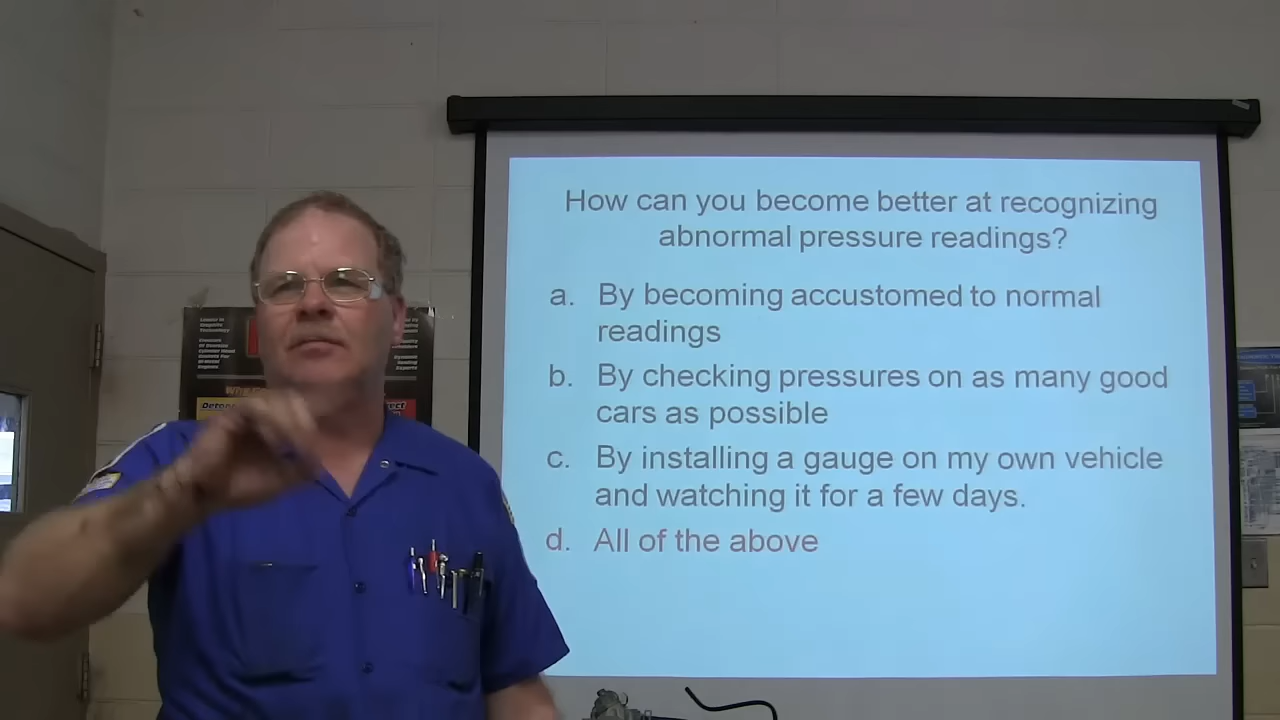 How can you become better at recognizing
abnormal pressure readings?
a. By becoming accustomed to normal
readings
b. By checking pressures on as many good
cars as possible
c. By installing a gauge on my own vehicle
and watching it for a few days.
d. All of the above